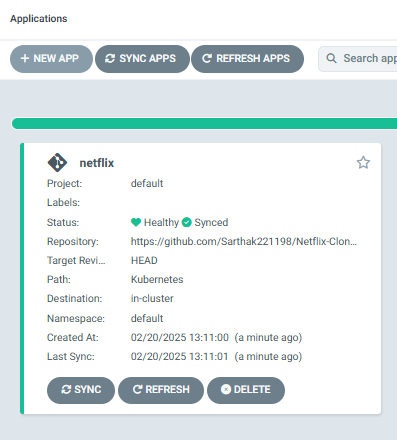 Applications
NEW APP SYNC APPS REFRESH APPS Search app
netflix
Project: default
Labels:
Status: Healthy Synced
Repository: https://github.com/Sarthak221198/Netflix-Clon...
Target Revi... HEAD
Path: Kubernetes
Destination: in-cluster
Namespace: default
Created At: 02/20/2025 13:11:00 (a minute ago)
Last Sync: 02/20/2025 13:11:01 (a minute ago)
SYNC REFRESH DELETE